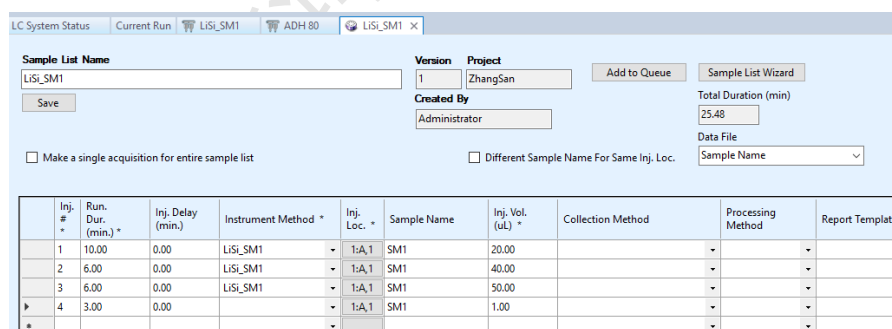 LC System Status Current Run LiSi_SM1 ADH 80 LiSi_SM1 ×
Sample List Name Version Project
LiSi_SM1 1 ZhangSan Add to Queue Sample List Wizard
Save Created By Total Duration (min)
Administrator 25.48
Data File
Make a single acquisition for entire sample list Different Sample Name For Same Inj. Loc. Sample Name
Inj. # * Run. Dur. (min.) * Inj. Delay (min.) Instrument Method * Inj. Loc. * Sample Name Inj. Vol. (uL) * Collection Method Processing Method Report Templat
1 10.00 0.00 LiSi_SM1 1:A,1 SM1 20.00
2 6.00 0.00 LiSi_SM1 1:A,1 SM1 40.00
3 6.00 0.00 LiSi_SM1 1:A,1 SM1 50.00
4 3.00 0.00 1:A,1 SM1 1.00